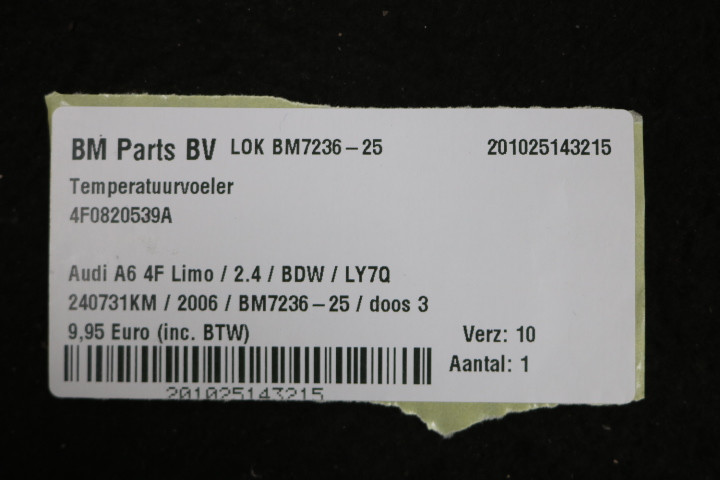 BM Parts BV LOK BM7236-25 201025143215
Temperatuurvoeler
4F0820539A
Audi A6 4F Limo / 2.4 / BDW / LY7Q
240731KM / 2006 / BM7236-25 / doos 3
9,95 Euro (inc. BTW) Verz: 10
Aantal: 1
201025143215